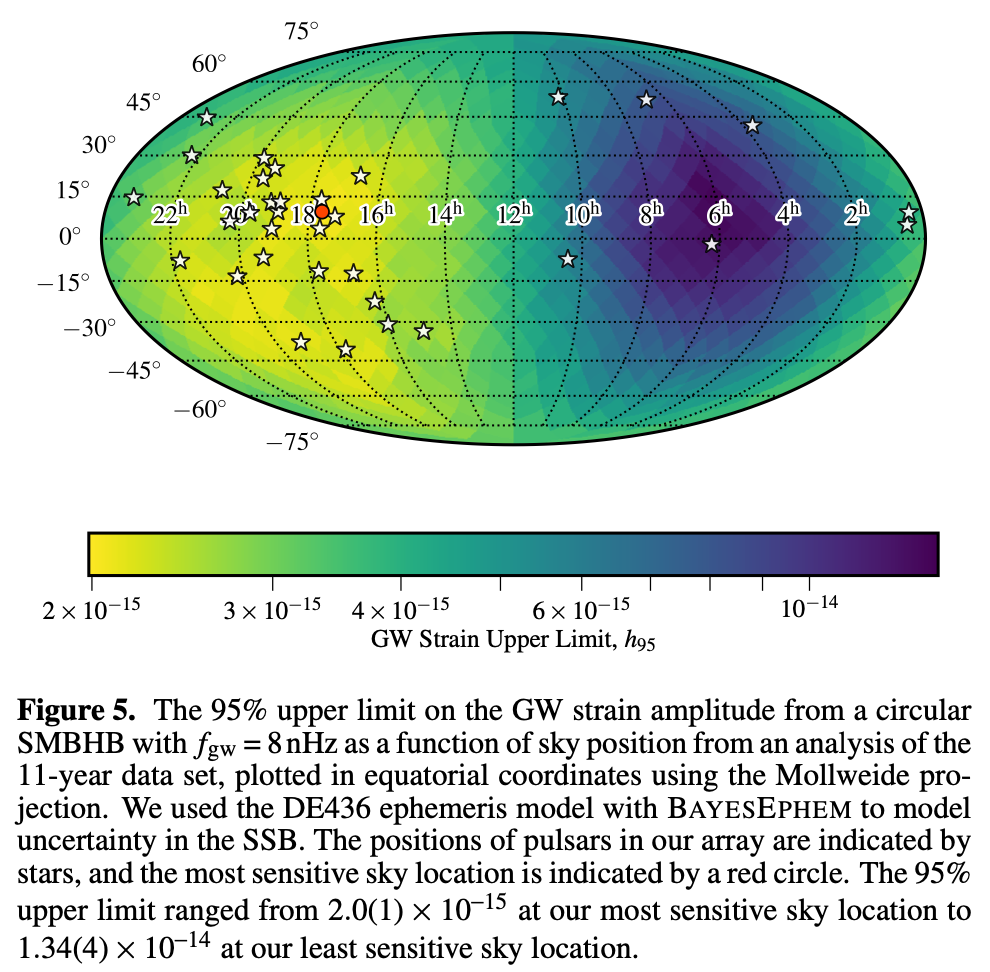 75°
60°
45°
30°
15°
22ʰ 20ʰ 18 16ʰ 14ʰ 12ʰ 10ʰ 8ʰ 6ʰ 4ʰ 2ʰ
0°
−15°
−30°
−45°
−60°
−75°
2 × 10⁻¹⁵ 3 × 10⁻¹⁵ 4 × 10⁻¹⁵ 6 × 10⁻¹⁵ 10⁻¹⁴
GW Strain Upper Limit, h₉₅
Figure 5. The 95% upper limit on the GW strain amplitude from a circular
SMBHB with f_gw = 8 nHz as a function of sky position from an analysis of the
11-year data set, plotted in equatorial coordinates using the Mollweide pro-
jection. We used the DE436 ephemeris model with BAYESEPHEM to model
uncertainty in the SSB. The positions of pulsars in our array are indicated by
stars, and the most sensitive sky location is indicated by a red circle. The 95%
upper limit ranged from 2.0(1) × 10⁻¹⁵ at our most sensitive sky location to
1.34(4) × 10⁻¹⁴ at our least sensitive sky location.